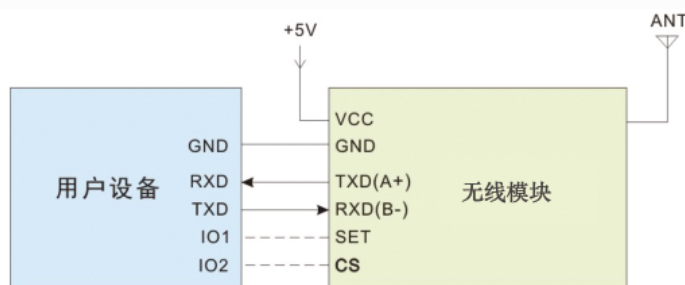 +5V
ANT
VCC
GND GND
RXD TXD(A+)
用户设备 无线模块
TXD RXD(B-)
IO1 SET
IO2 CS